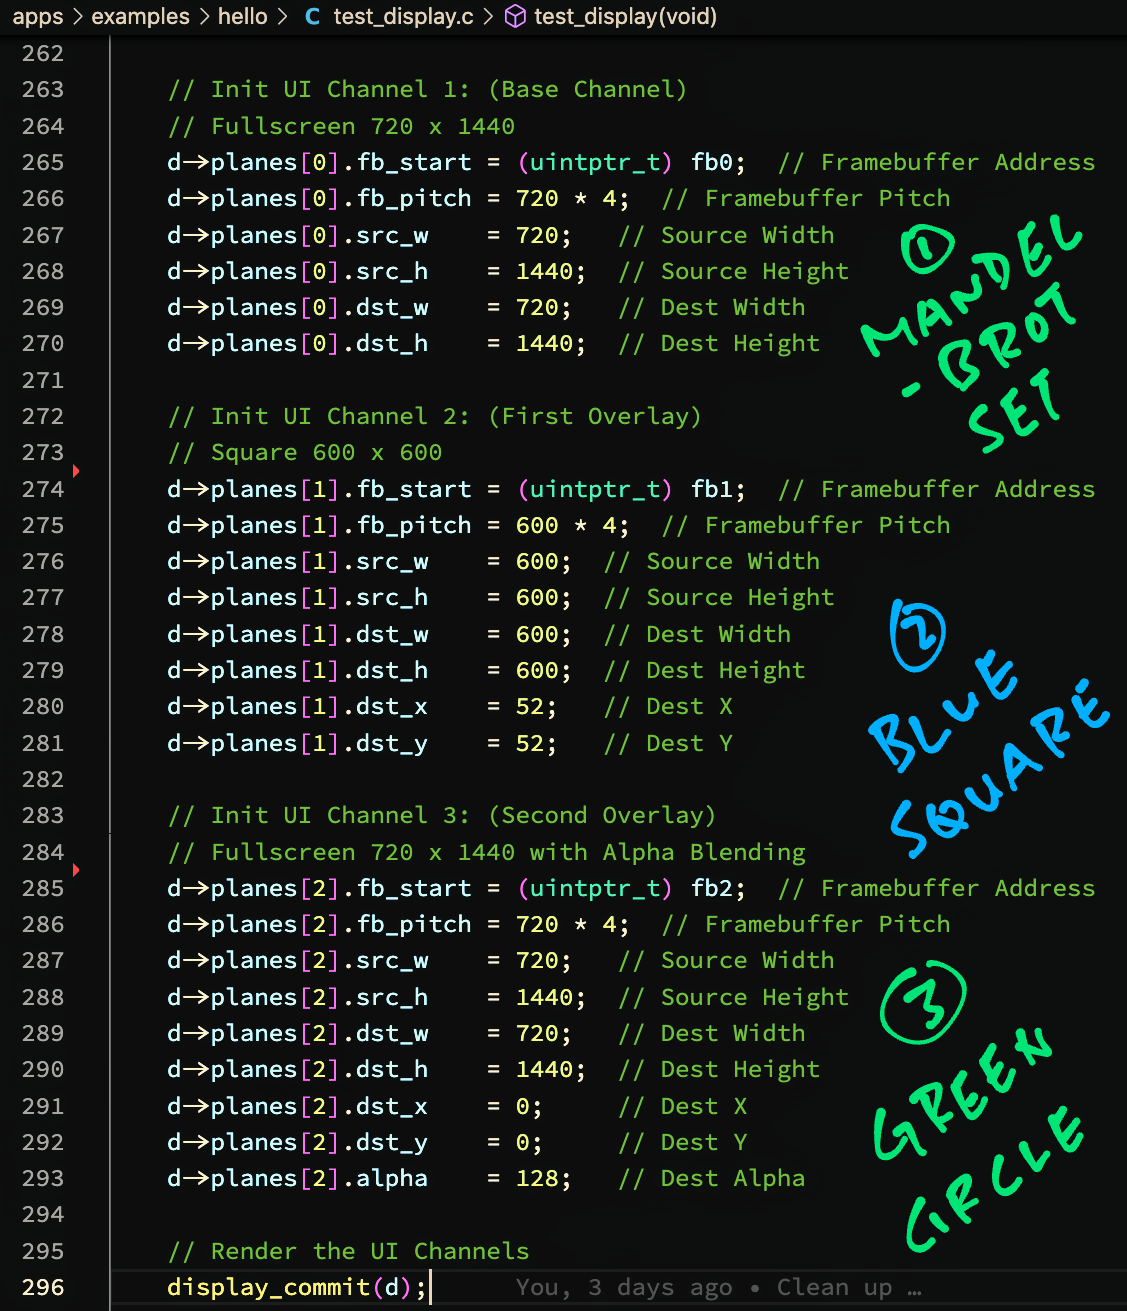 apps > examples > hello > C test_display.c > test_display(void)
262
263 // Init UI Channel 1: (Base Channel)
264 // Fullscreen 720 x 1440
265 d->planes[0].fb_start = (uintptr_t) fb0; // Framebuffer Address
266 d->planes[0].fb_pitch = 720 * 4; // Framebuffer Pitch
267 d->planes[0].src_w = 720; // Source Width
268 d->planes[0].src_h = 1440; // Source Height
269 d->planes[0].dst_w = 720; // Dest Width
270 d->planes[0].dst_h = 1440; // Dest Height
1
MANDEL
-BROT
SET
271
272 // Init UI Channel 2: (First Overlay)
273 // Square 600 x 600
274 d->planes[1].fb_start = (uintptr_t) fb1; // Framebuffer Address
275 d->planes[1].fb_pitch = 600 * 4; // Framebuffer Pitch
276 d->planes[1].src_w = 600; // Source Width
277 d->planes[1].src_h = 600; // Source Height
278 d->planes[1].dst_w = 600; // Dest Width
279 d->planes[1].dst_h = 600; // Dest Height
280 d->planes[1].dst_x = 52; // Dest X
281 d->planes[1].dst_y = 52; // Dest Y
2
BLUE
SQUARE
282
283 // Init UI Channel 3: (Second Overlay)
284 // Fullscreen 720 x 1440 with Alpha Blending
285 d->planes[2].fb_start = (uintptr_t) fb2; // Framebuffer Address
286 d->planes[2].fb_pitch = 720 * 4; // Framebuffer Pitch
287 d->planes[2].src_w = 720; // Source Width
288 d->planes[2].src_h = 1440; // Source Height
289 d->planes[2].dst_w = 720; // Dest Width
290 d->planes[2].dst_h = 1440; // Dest Height
291 d->planes[2].dst_x = 0; // Dest X
292 d->planes[2].dst_y = 0; // Dest Y
293 d->planes[2].alpha = 128; // Dest Alpha
3
GREEN
CIRCLE
294
295 // Render the UI Channels
296 display_commit(d); You, 3 days ago • Clean up …